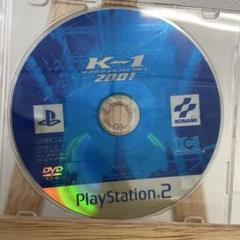 K-1
WORLD GRAND PRIX
2001
KONAMI
DVD
C
PlayStation 2